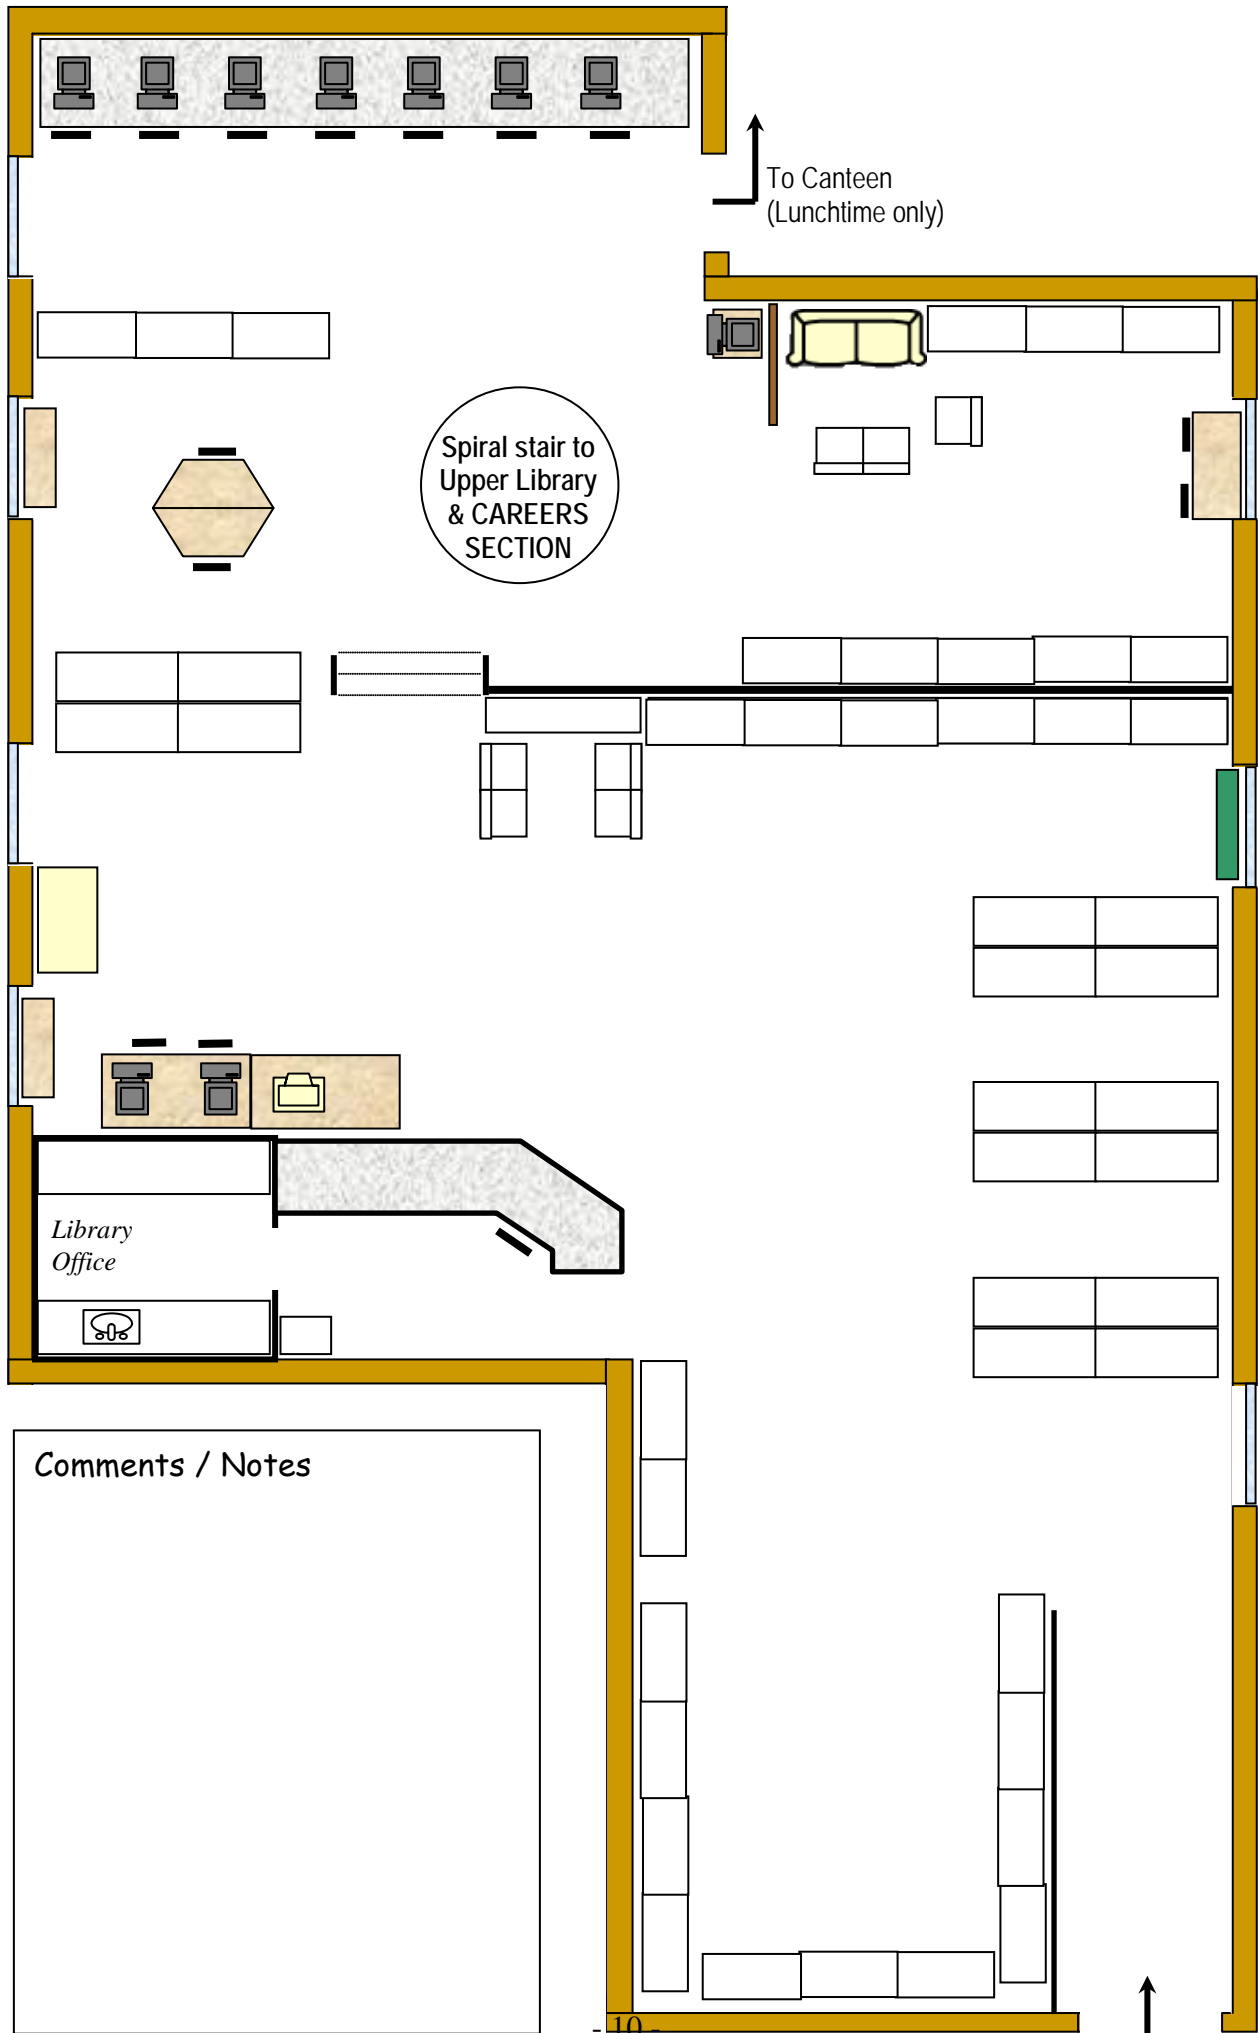 To Canteen
(Lunchtime only)
Spiral stair to
Upper Library
& CAREERS
SECTION
Library
Office
Comments / Notes
- 10 -